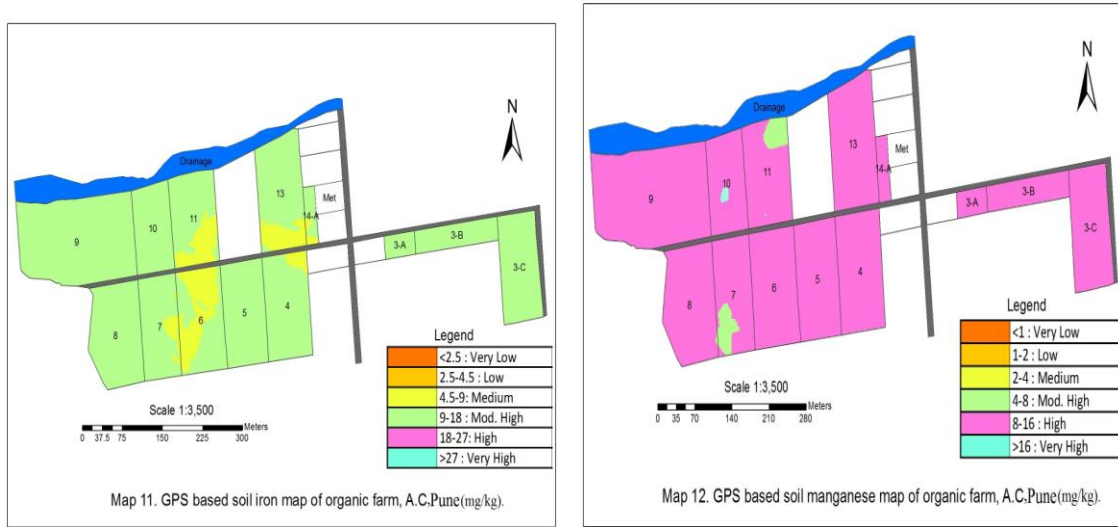 N
Drainage
13
11
14-A
Met
10
9
3-B
3-A
3-C
4
5
6
7
8
Legend
<2.5 : Very Low
2.5-4.5 : Low
4.5-9: Medium
9-18 : Mod. High
18-27: High
>27 : Very High
Scale 1:3,500
Meters
0 37.5 75 150 225 300
Map 11. GPS based soil iron map of organic farm, A.C,Pune(mg/kg).
N
Drainage
13
Met
11
14-A
10
9
3-B
3-A
3-C
4
5
6
7
8
Legend
<1 : Very Low
1-2 : Low
2-4 : Medium
4-8 : Mod. High
8-16 : High
>16 : Very High
Scale 1:3,500
Meters
0 35 70 140 210 280
Map 12. GPS based soil manganese map of organic farm, A.C,Pune(mg/kg).